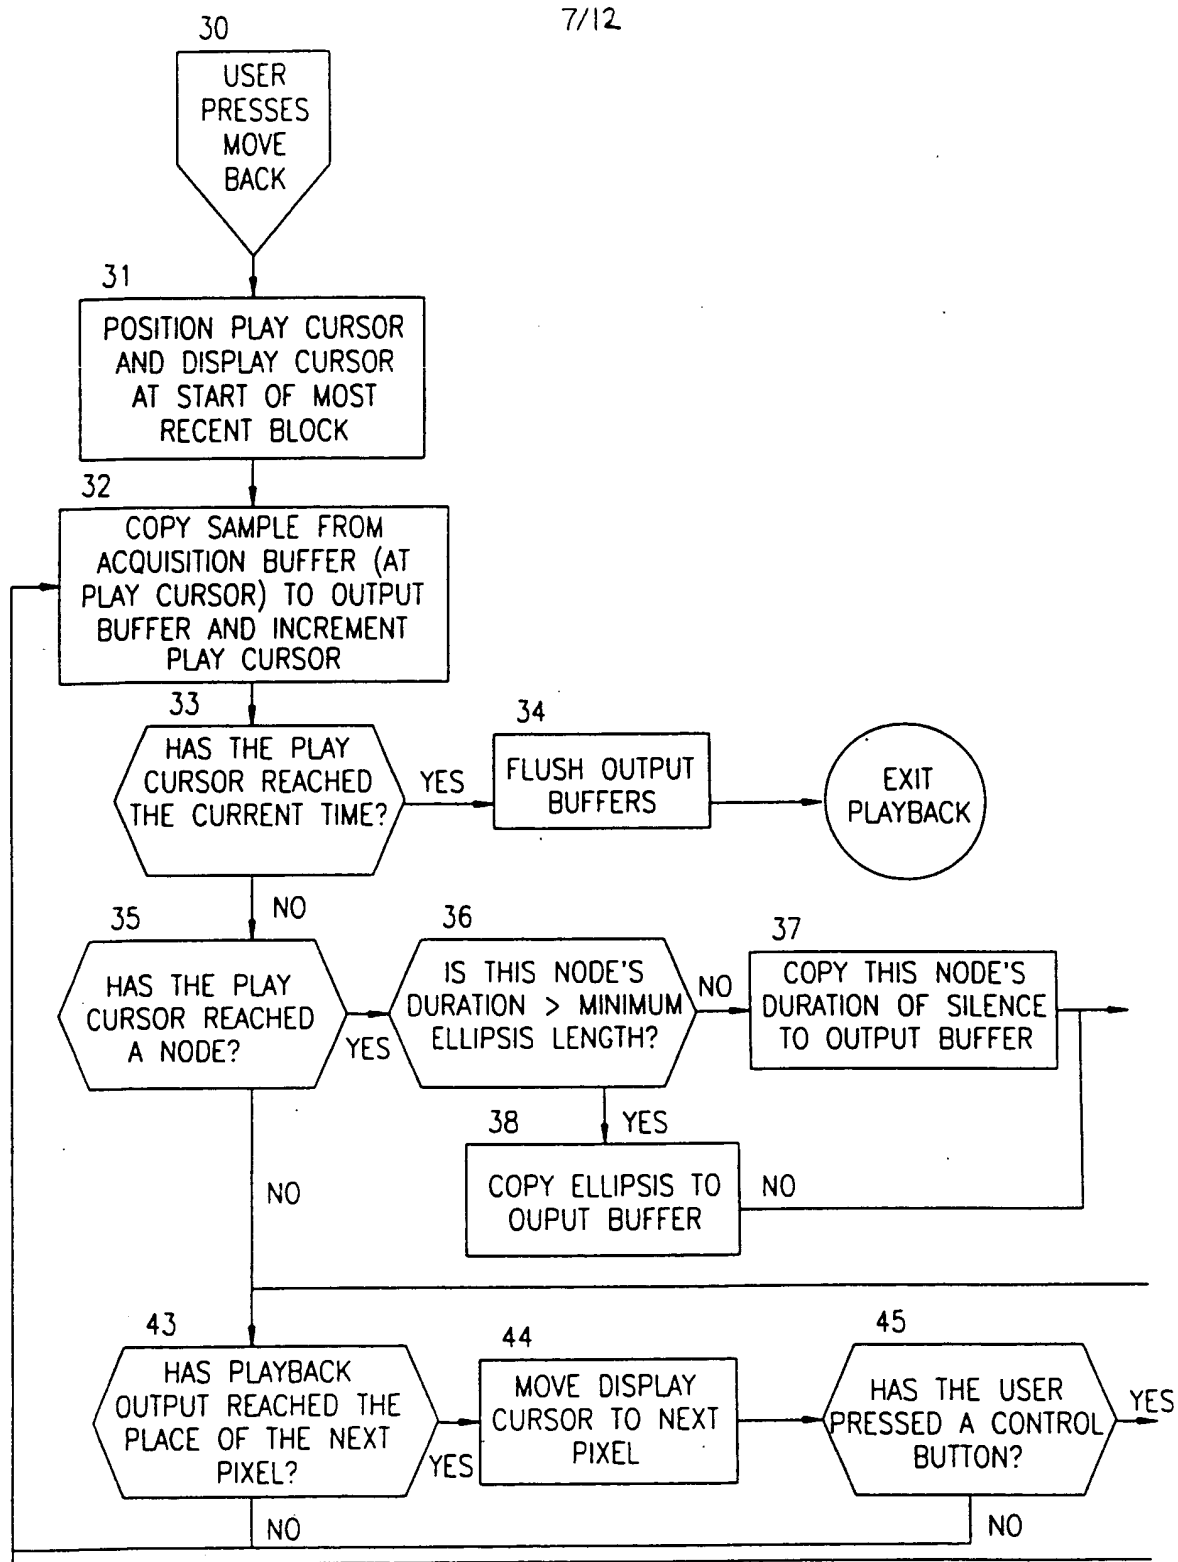 7/12
30
USER
PRESSES
MOVE
BACK
31
POSITION PLAY CURSOR
AND DISPLAY CURSOR
AT START OF MOST
RECENT BLOCK
32
COPY SAMPLE FROM
ACQUISITION BUFFER (AT
PLAY CURSOR) TO OUTPUT
BUFFER AND INCREMENT
PLAY CURSOR
33
HAS THE PLAY
CURSOR REACHED
THE CURRENT TIME?
YES
34
FLUSH OUTPUT
BUFFERS
EXIT
PLAYBACK
NO
35
HAS THE PLAY
CURSOR REACHED
A NODE?
YES
36
IS THIS NODE'S
DURATION > MINIMUM
ELLIPSIS LENGTH?
NO
37
COPY THIS NODE'S
DURATION OF SILENCE
TO OUTPUT BUFFER
YES
38
COPY ELLIPSIS TO
OUPUT BUFFER
NO
NO
43
HAS PLAYBACK
OUTPUT REACHED THE
PLACE OF THE NEXT
PIXEL?
YES
44
MOVE DISPLAY
CURSOR TO NEXT
PIXEL
45
HAS THE USER
PRESSED A CONTROL
BUTTON?
YES
NO
NO